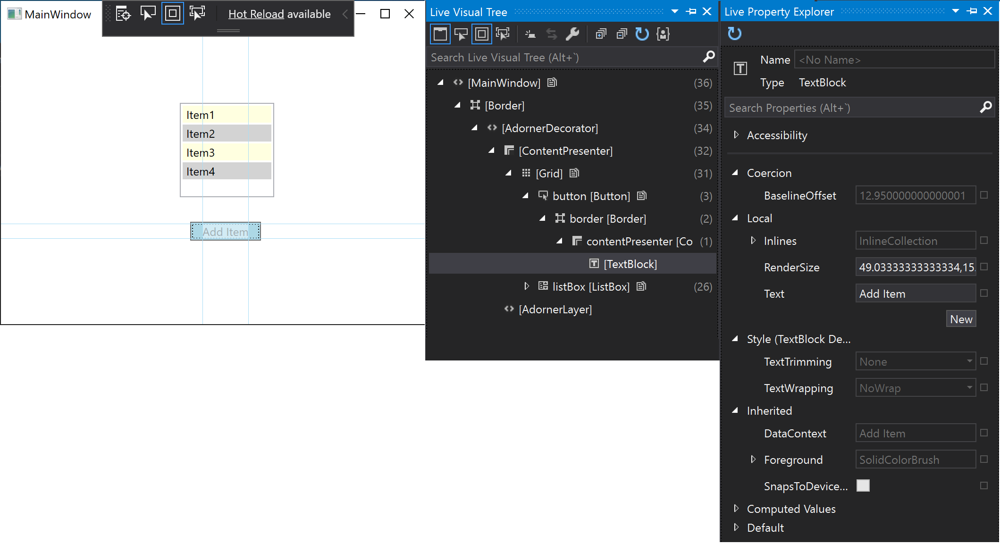 MainWindow
Hot Reload available
Item1
Item2
Item3
Item4
Add Item
Live Visual Tree
Search Live Visual Tree (Alt+`)
[MainWindow] (36)
[Border] (35)
[AdornerDecorator] (34)
[ContentPresenter] (32)
[Grid] (31)
button [Button] (3)
border [Border] (2)
contentPresenter [Co (1)
[TextBlock]
listBox [ListBox] (26)
[AdornerLayer]
Live Property Explorer
Name <No Name>
Type TextBlock
Search Properties (Alt+`)
Accessibility
Coercion
BaselineOffset 12.950000000000001
Local
Inlines InlineCollection
RenderSize 49.03333333333334,15.
Text Add Item
New
Style (TextBlock De...
TextTrimming None
TextWrapping NoWrap
Inherited
DataContext Add Item
Foreground SolidColorBrush
SnapsToDevice...
Computed Values
Default